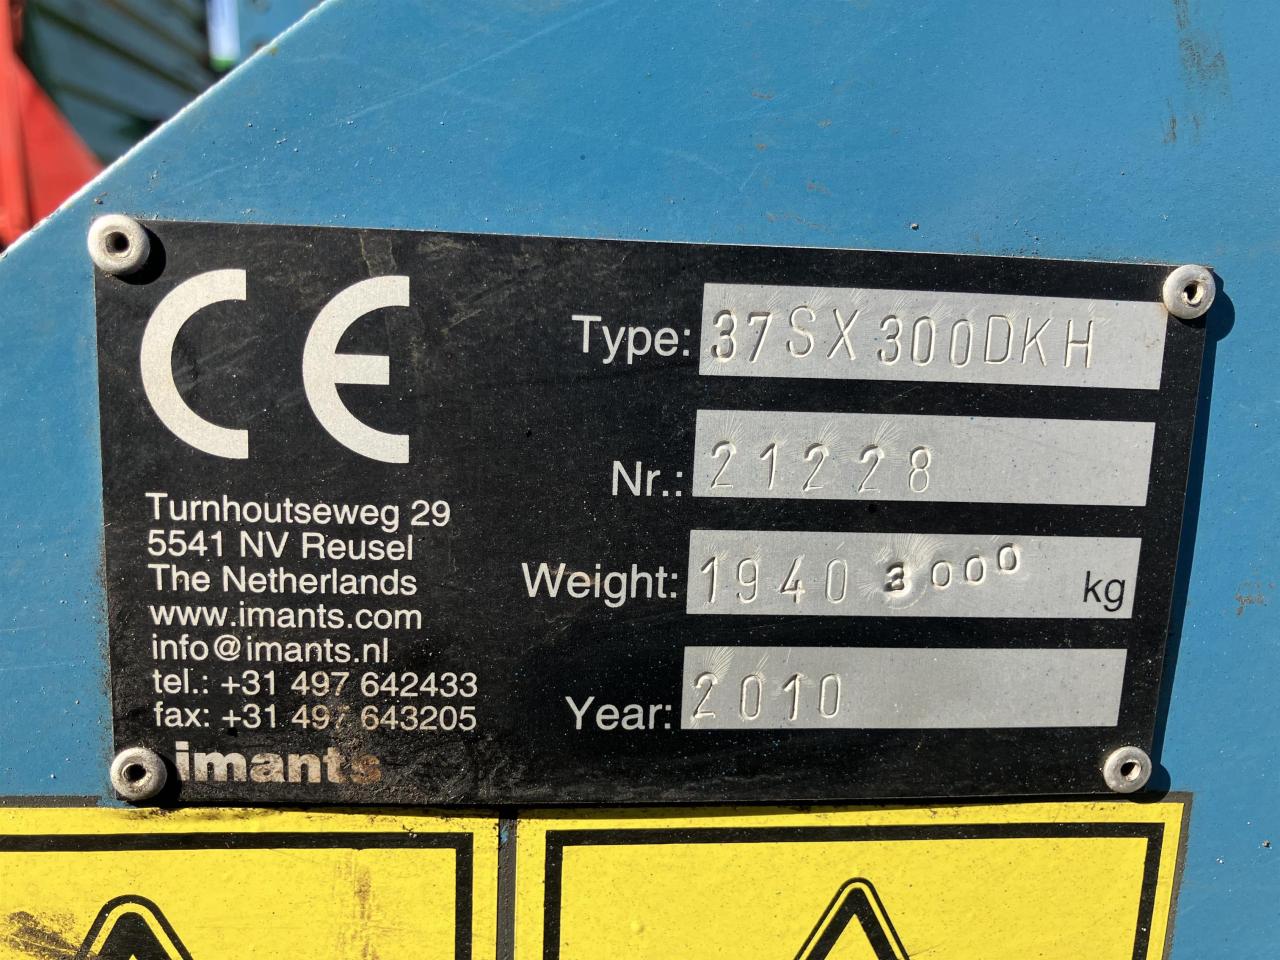 CE
Turnhoutseweg 29
5541 NV Reusel
The Netherlands
www.imants.com
info@imants.nl
tel.: +31 497 642433
fax: +31 497 643205
imants
Type: 37SX300DKH
Nr.: 21228
Weight: 1940 3000 kg
Year: 2010